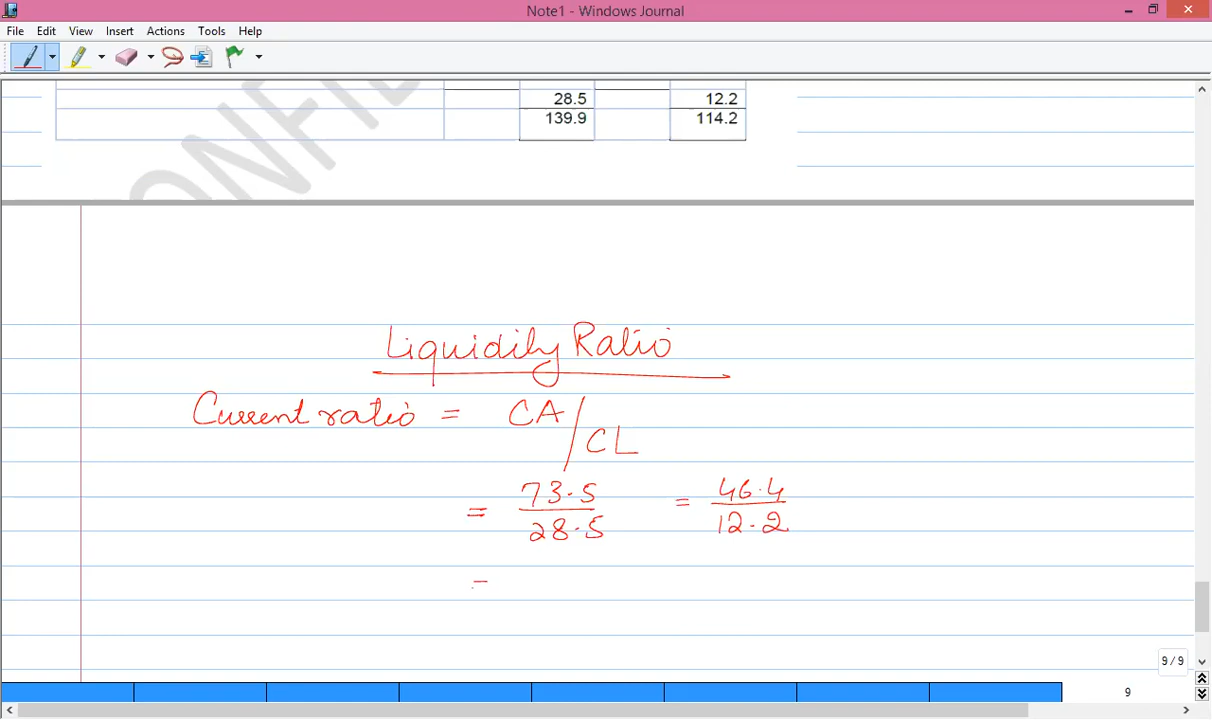 Note1 - Windows Journal
File Edit View Insert Actions Tools Help
28.5 12.2
139.9 114.2
CONFI
Liquidity Ratio
Current ratio = CA / CL
= 73.5 / 28.5 = 46.4 / 12.2
=
9 / 9
9